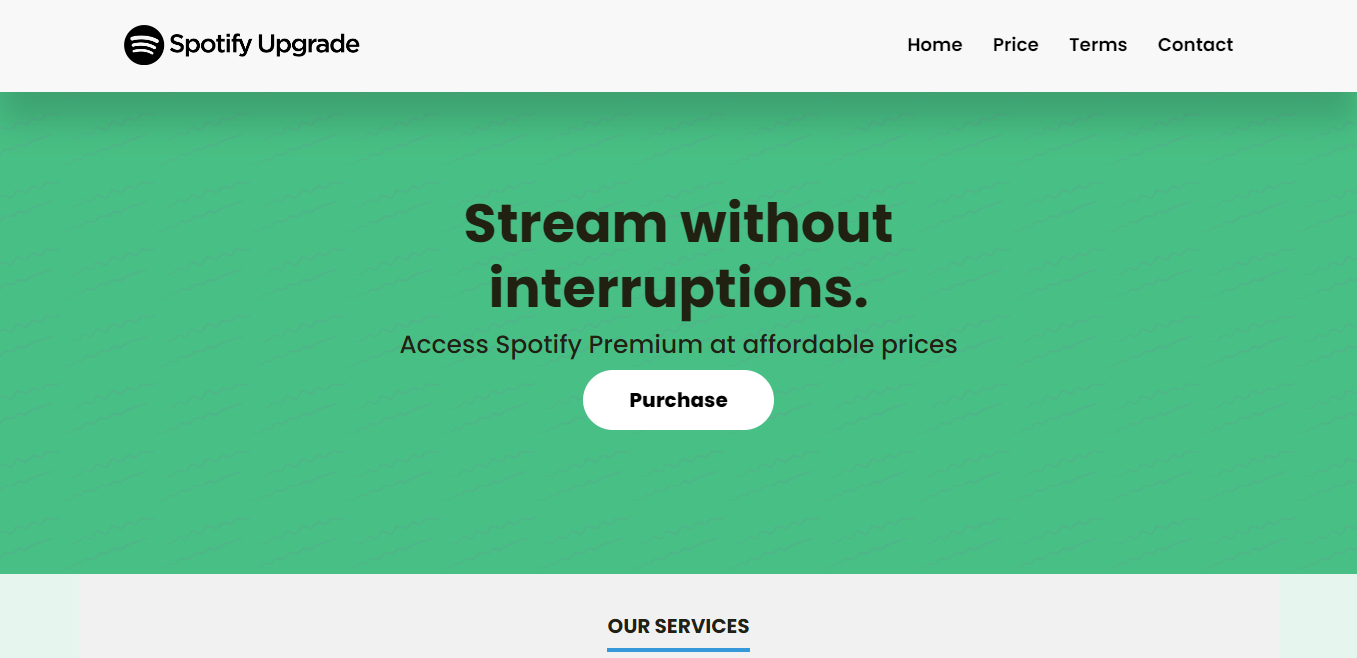 Spotify Upgrade
Home Price Terms Contact
Stream without
interruptions.
Access Spotify Premium at affordable prices
Purchase
OUR SERVICES